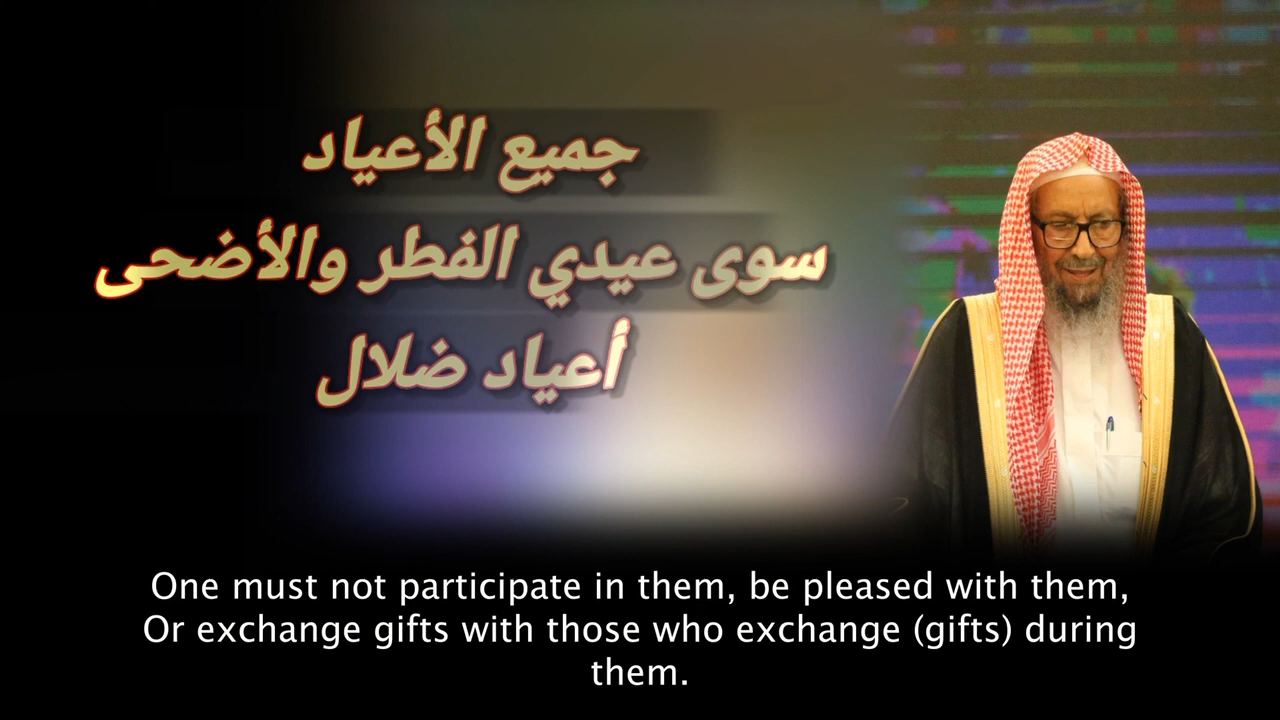 جميع الأعياد
سوى عيدي الفطر والأضحى
أعياد ضلال
One must not participate in them, be pleased with them,
Or exchange gifts with those who exchange (gifts) during
them.